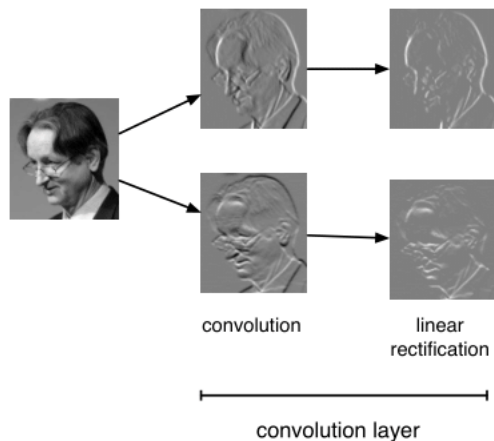 convolution
linear
rectification
convolution layer